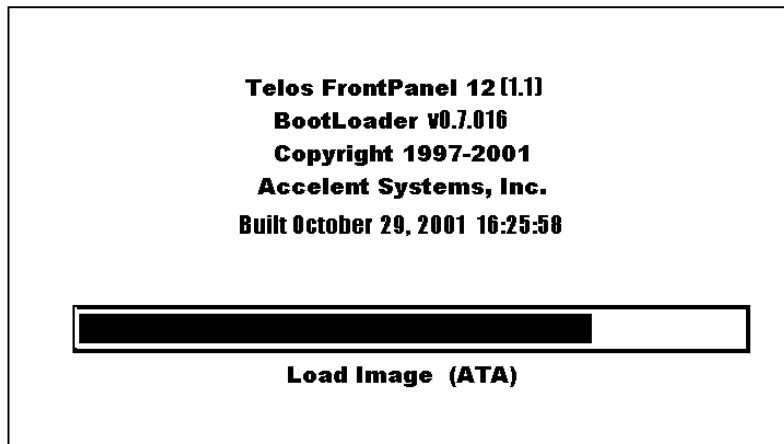 Telos FrontPanel 12 (1.1)
BootLoader v0.7.016
Copyright 1997-2001
Accelent Systems, Inc.
Built October 29, 2001 16:25:58
Load Image (ATA)